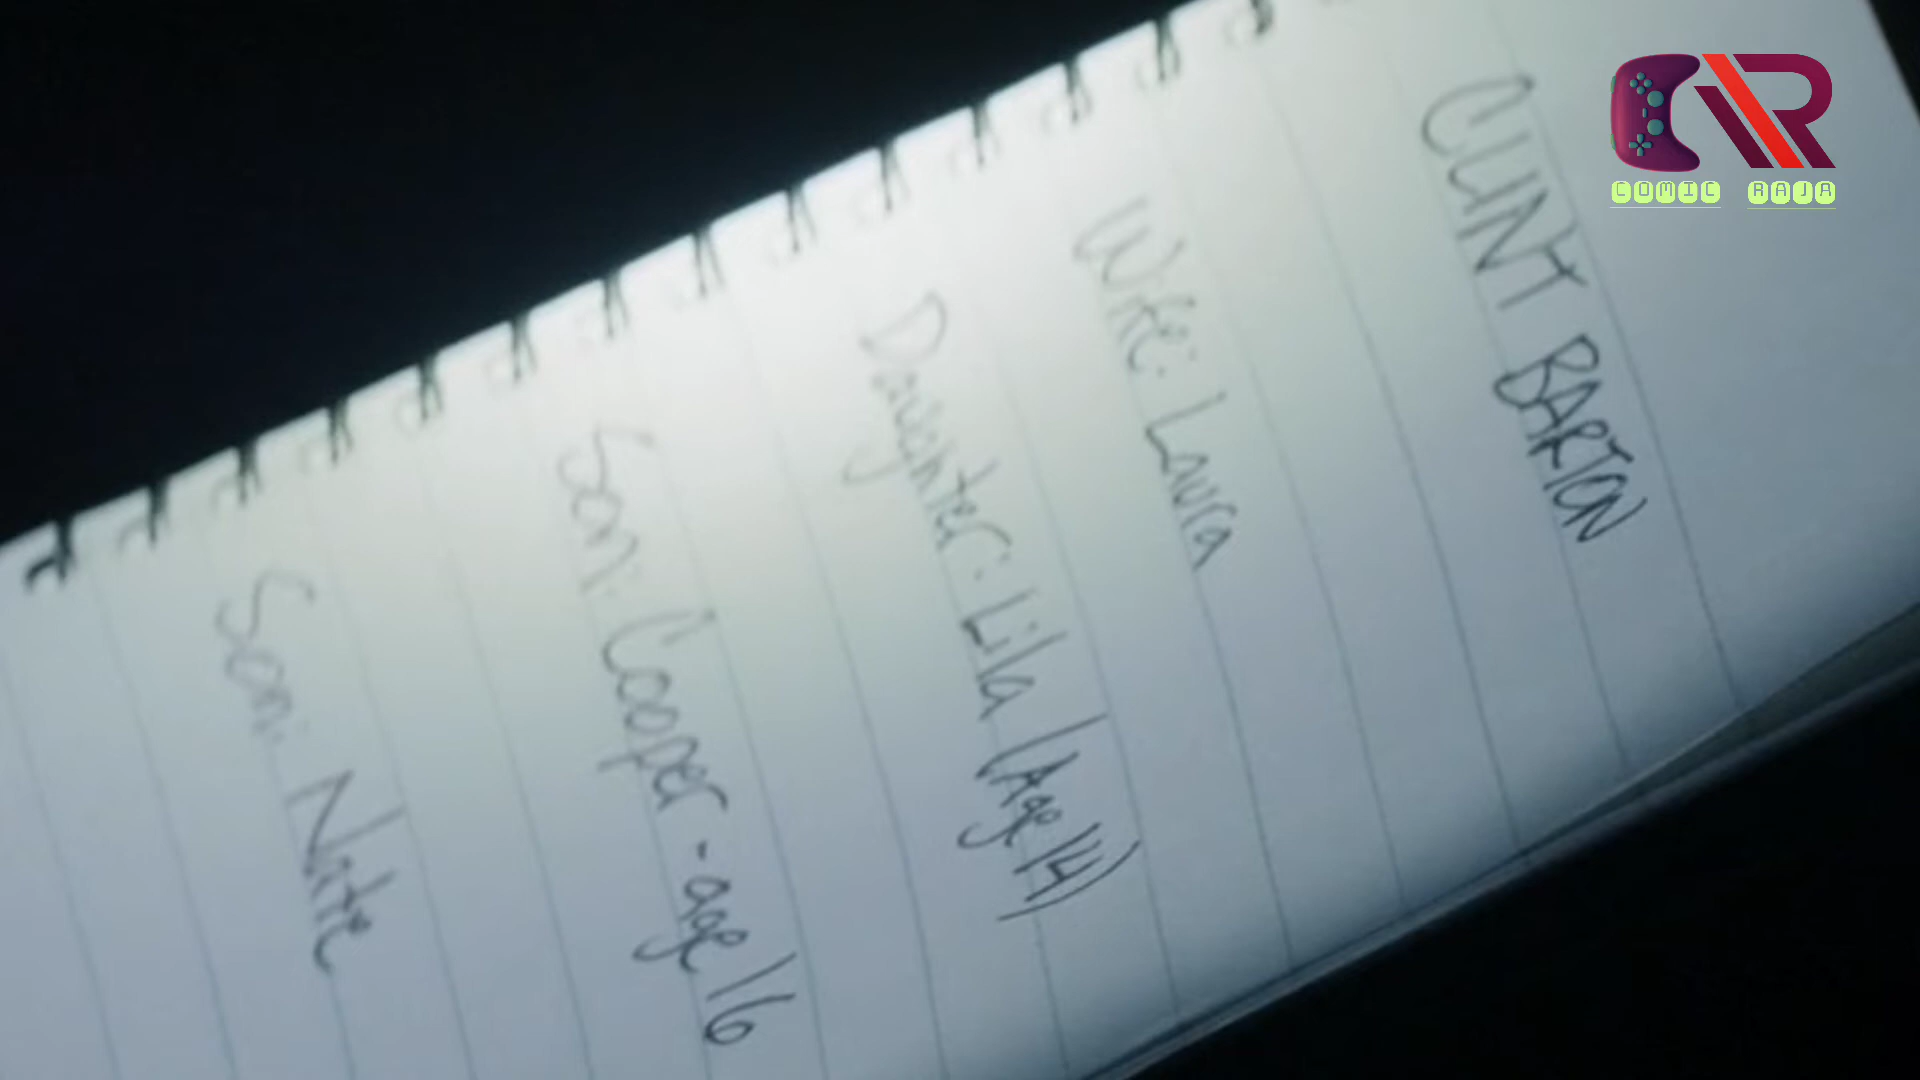 CLINT BARTON
Wife: Laura
Daughter: Lila (Age 14)
Son: Cooper - age 16
Son: Nate
COMIC RAJA